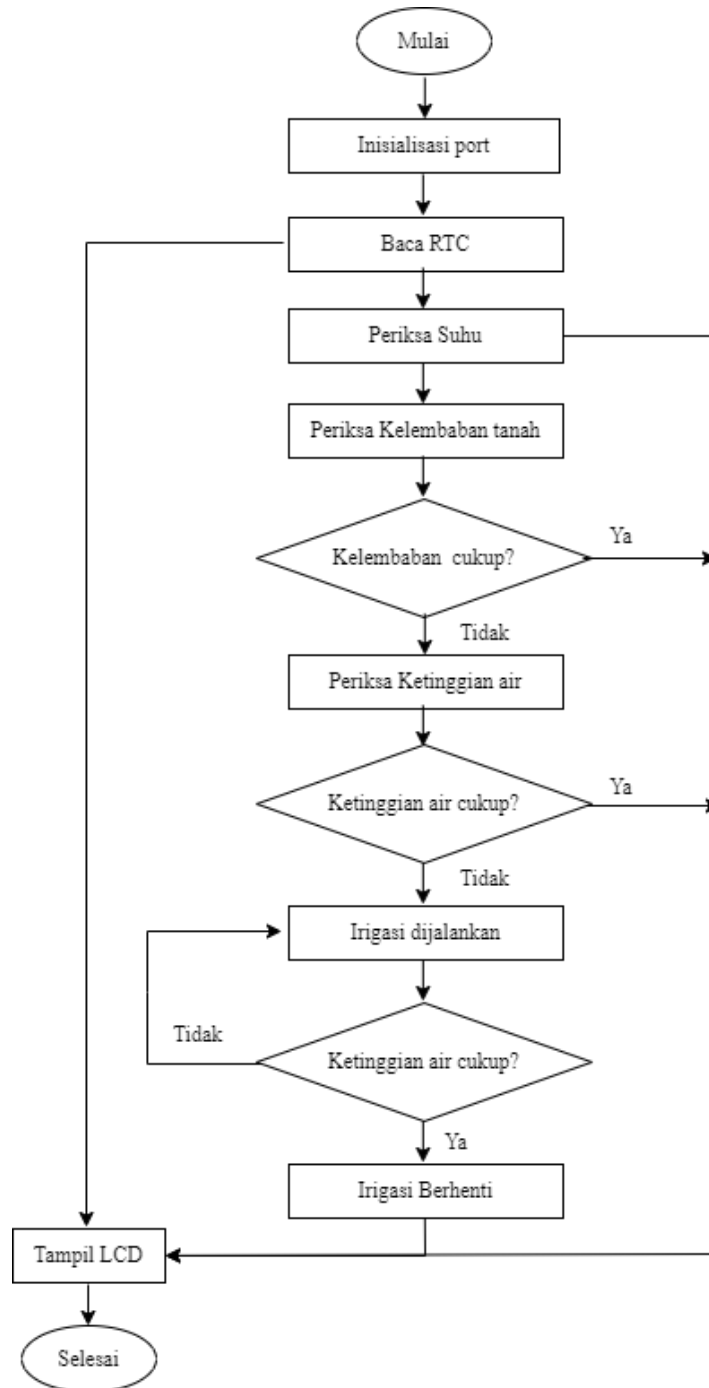 Mulai
Inisialisasi port
Baca RTC
Periksa Suhu
Periksa Kelembaban tanah
Kelembaban cukup?
Ya
Tidak
Periksa Ketinggian air
Ketinggian air cukup?
Ya
Tidak
Irigasi dijalankan
Tidak
Ketinggian air cukup?
Ya
Irigasi Berhenti
Tampil LCD
Selesai